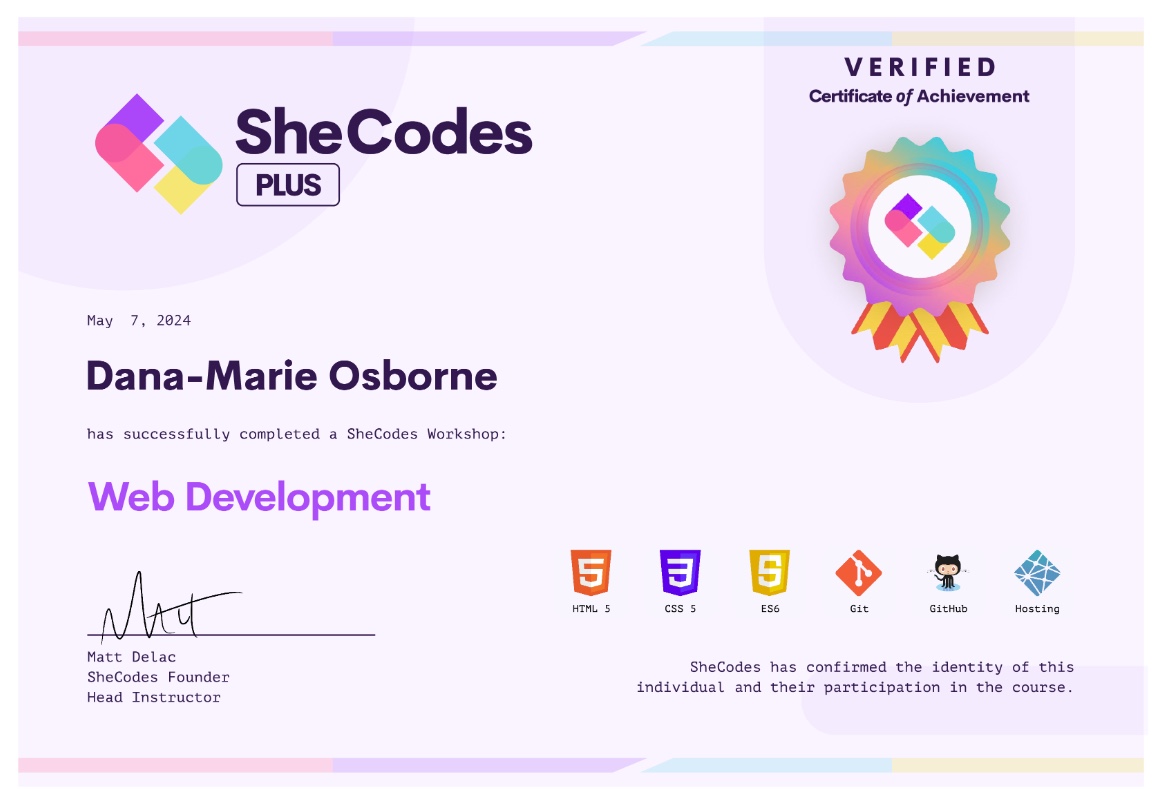 SheCodes
PLUS
VERIFIED
Certificate of Achievement
May  7, 2024
Dana-Marie Osborne
has successfully completed a SheCodes Workshop:
Web Development
HTML 5
CSS 5
ES6
Git
GitHub
Hosting
Matt
Matt Delac
SheCodes Founder
Head Instructor
SheCodes has confirmed the identity of this
individual and their participation in the course.